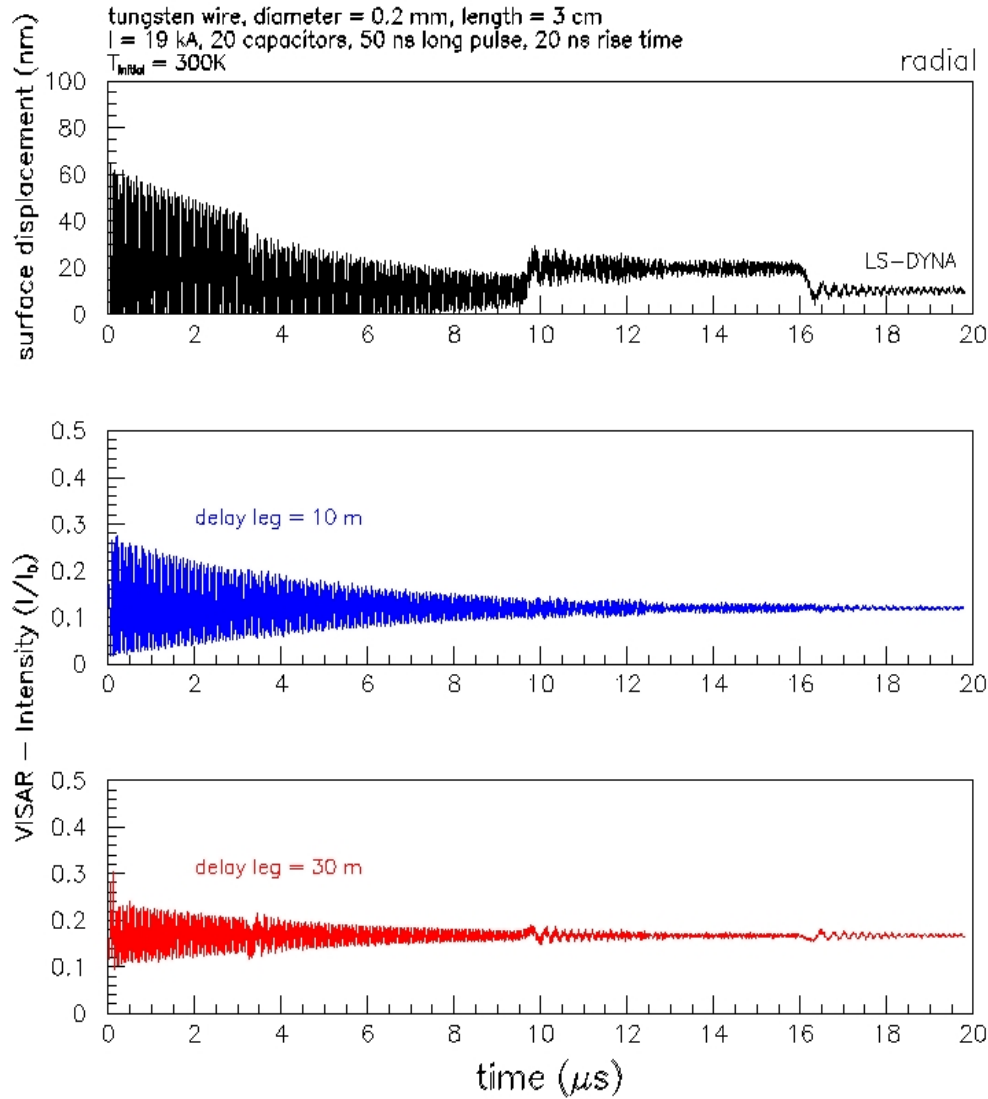 tungsten wire, diameter = 0.2 mm, length = 3 cm
I = 19 kA, 20 capacitors, 50 ns long pulse, 20 ns rise time
Tinitial = 300K
radial
surface displacement (nm)
100
80
60
40
20
0
LS-DYNA
0 2 4 6 8 10 12 14 16 18 20
VISAR – Intensity (I/I0)
0.5
0.4
0.3
0.2
0.1
0
delay leg = 10 m
0 2 4 6 8 10 12 14 16 18 20
0.5
0.4
0.3
0.2
0.1
0
delay leg = 30 m
0 2 4 6 8 10 12 14 16 18 20
time (μs)